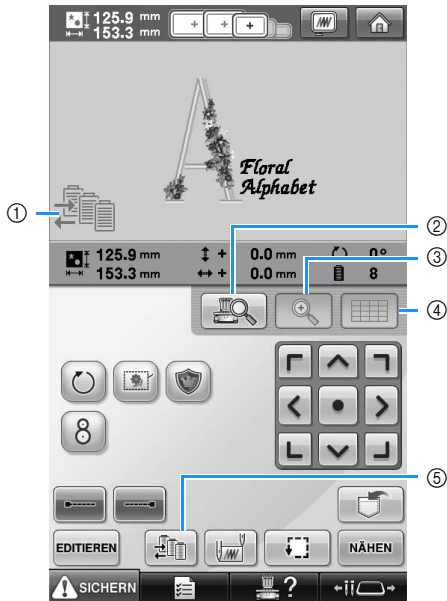 125.9 mm
153.3 mm
Floral
Alphabet
①
125.9 mm + 0.0 mm 0°
153.3 mm + 0.0 mm 8
②
③
④
8
⑤
EDITIEREN
NÄHEN
SICHERN
?